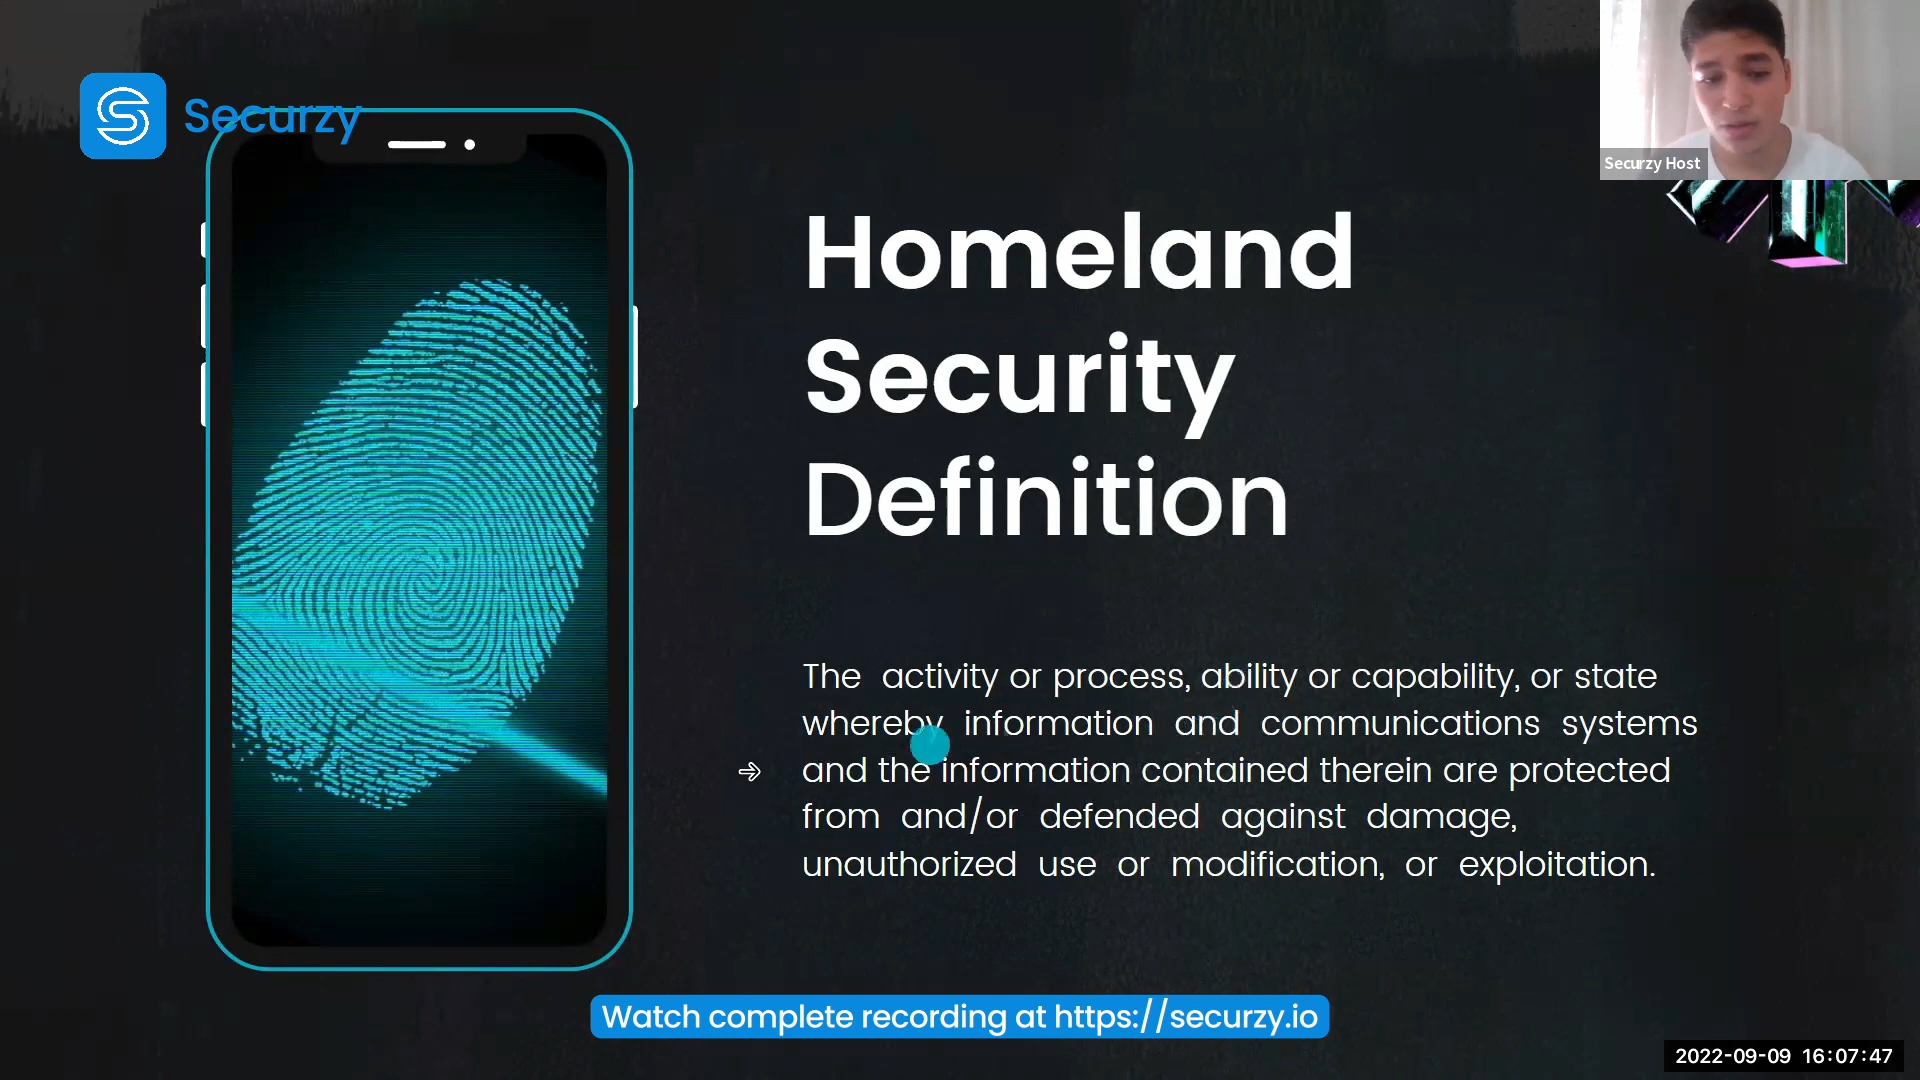 Securzy
Securzy Host
Homeland
Security
Definition
The activity or process, ability or capability, or state
whereby information and communications systems
and the information contained therein are protected
from and/or defended against damage,
unauthorized use or modification, or exploitation.
Watch complete recording at https://securzy.io
2022-09-09 16:07:47